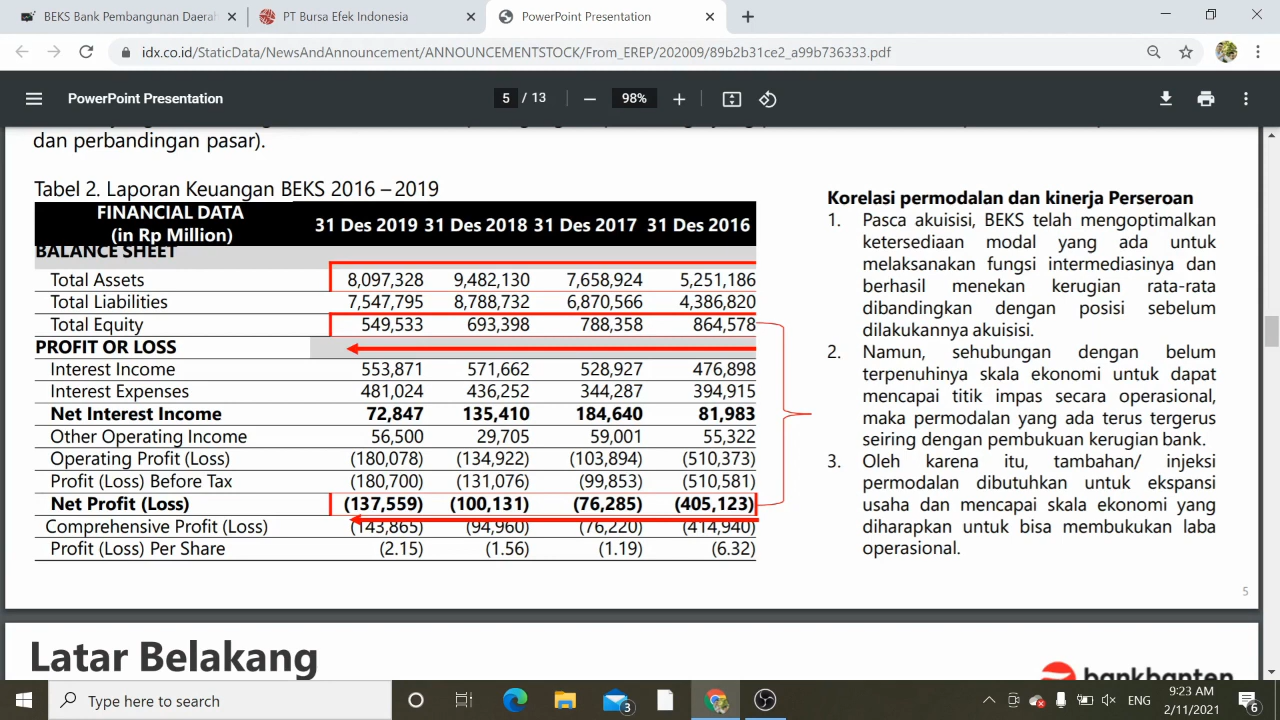 BEKS Bank Pembangunan Daerah
PT Bursa Efek Indonesia
PowerPoint Presentation
idx.co.id/StaticData/NewsAndAnnouncement/ANNOUNCEMENTSTOCK/From_EREP/202009/89b2b31ce2_a99b736333.pdf
PowerPoint Presentation
5 / 13
98%
dan perbandingan pasar).
Tabel 2. Laporan Keuangan BEKS 2016 – 2019
FINANCIAL DATA
(in Rp Million) 31 Des 2019 31 Des 2018 31 Des 2017 31 Des 2016
BALANCE SHEET
Total Assets 8,097,328 9,482,130 7,658,924 5,251,186
Total Liabilities 7,547,795 8,788,732 6,870,566 4,386,820
Total Equity 549,533 693,398 788,358 864,578
PROFIT OR LOSS
Interest Income 553,871 571,662 528,927 476,898
Interest Expenses 481,024 436,252 344,287 394,915
Net Interest Income 72,847 135,410 184,640 81,983
Other Operating Income 56,500 29,705 59,001 55,322
Operating Profit (Loss) (180,078) (134,922) (103,894) (510,373)
Profit (Loss) Before Tax (180,700) (131,076) (99,853) (510,581)
Net Profit (Loss) (137,559) (100,131) (76,285) (405,123)
Comprehensive Profit (Loss) (143,865) (94,960) (76,220) (414,940)
Profit (Loss) Per Share (2.15) (1.56) (1.19) (6.32)
Korelasi permodalan dan kinerja Perseroan
1. Pasca akuisisi, BEKS telah mengoptimalkan
ketersediaan modal yang ada untuk
melaksanakan fungsi intermediasinya dan
berhasil menekan kerugian rata-rata
dibandingkan dengan posisi sebelum
dilakukannya akuisisi.
2. Namun, sehubungan dengan belum
terpenuhinya skala ekonomi untuk dapat
mencapai titik impas secara operasional,
maka permodalan yang ada terus tergerus
seiring dengan pembukuan kerugian bank.
3. Oleh karena itu, tambahan/ injeksi
permodalan dibutuhkan untuk ekspansi
usaha dan mencapai skala ekonomi yang
diharapkan untuk bisa membukukan laba
operasional.
5
Latar Belakang
bankbanten
Type here to search
3
ENG
9:23 AM
2/11/2021
6